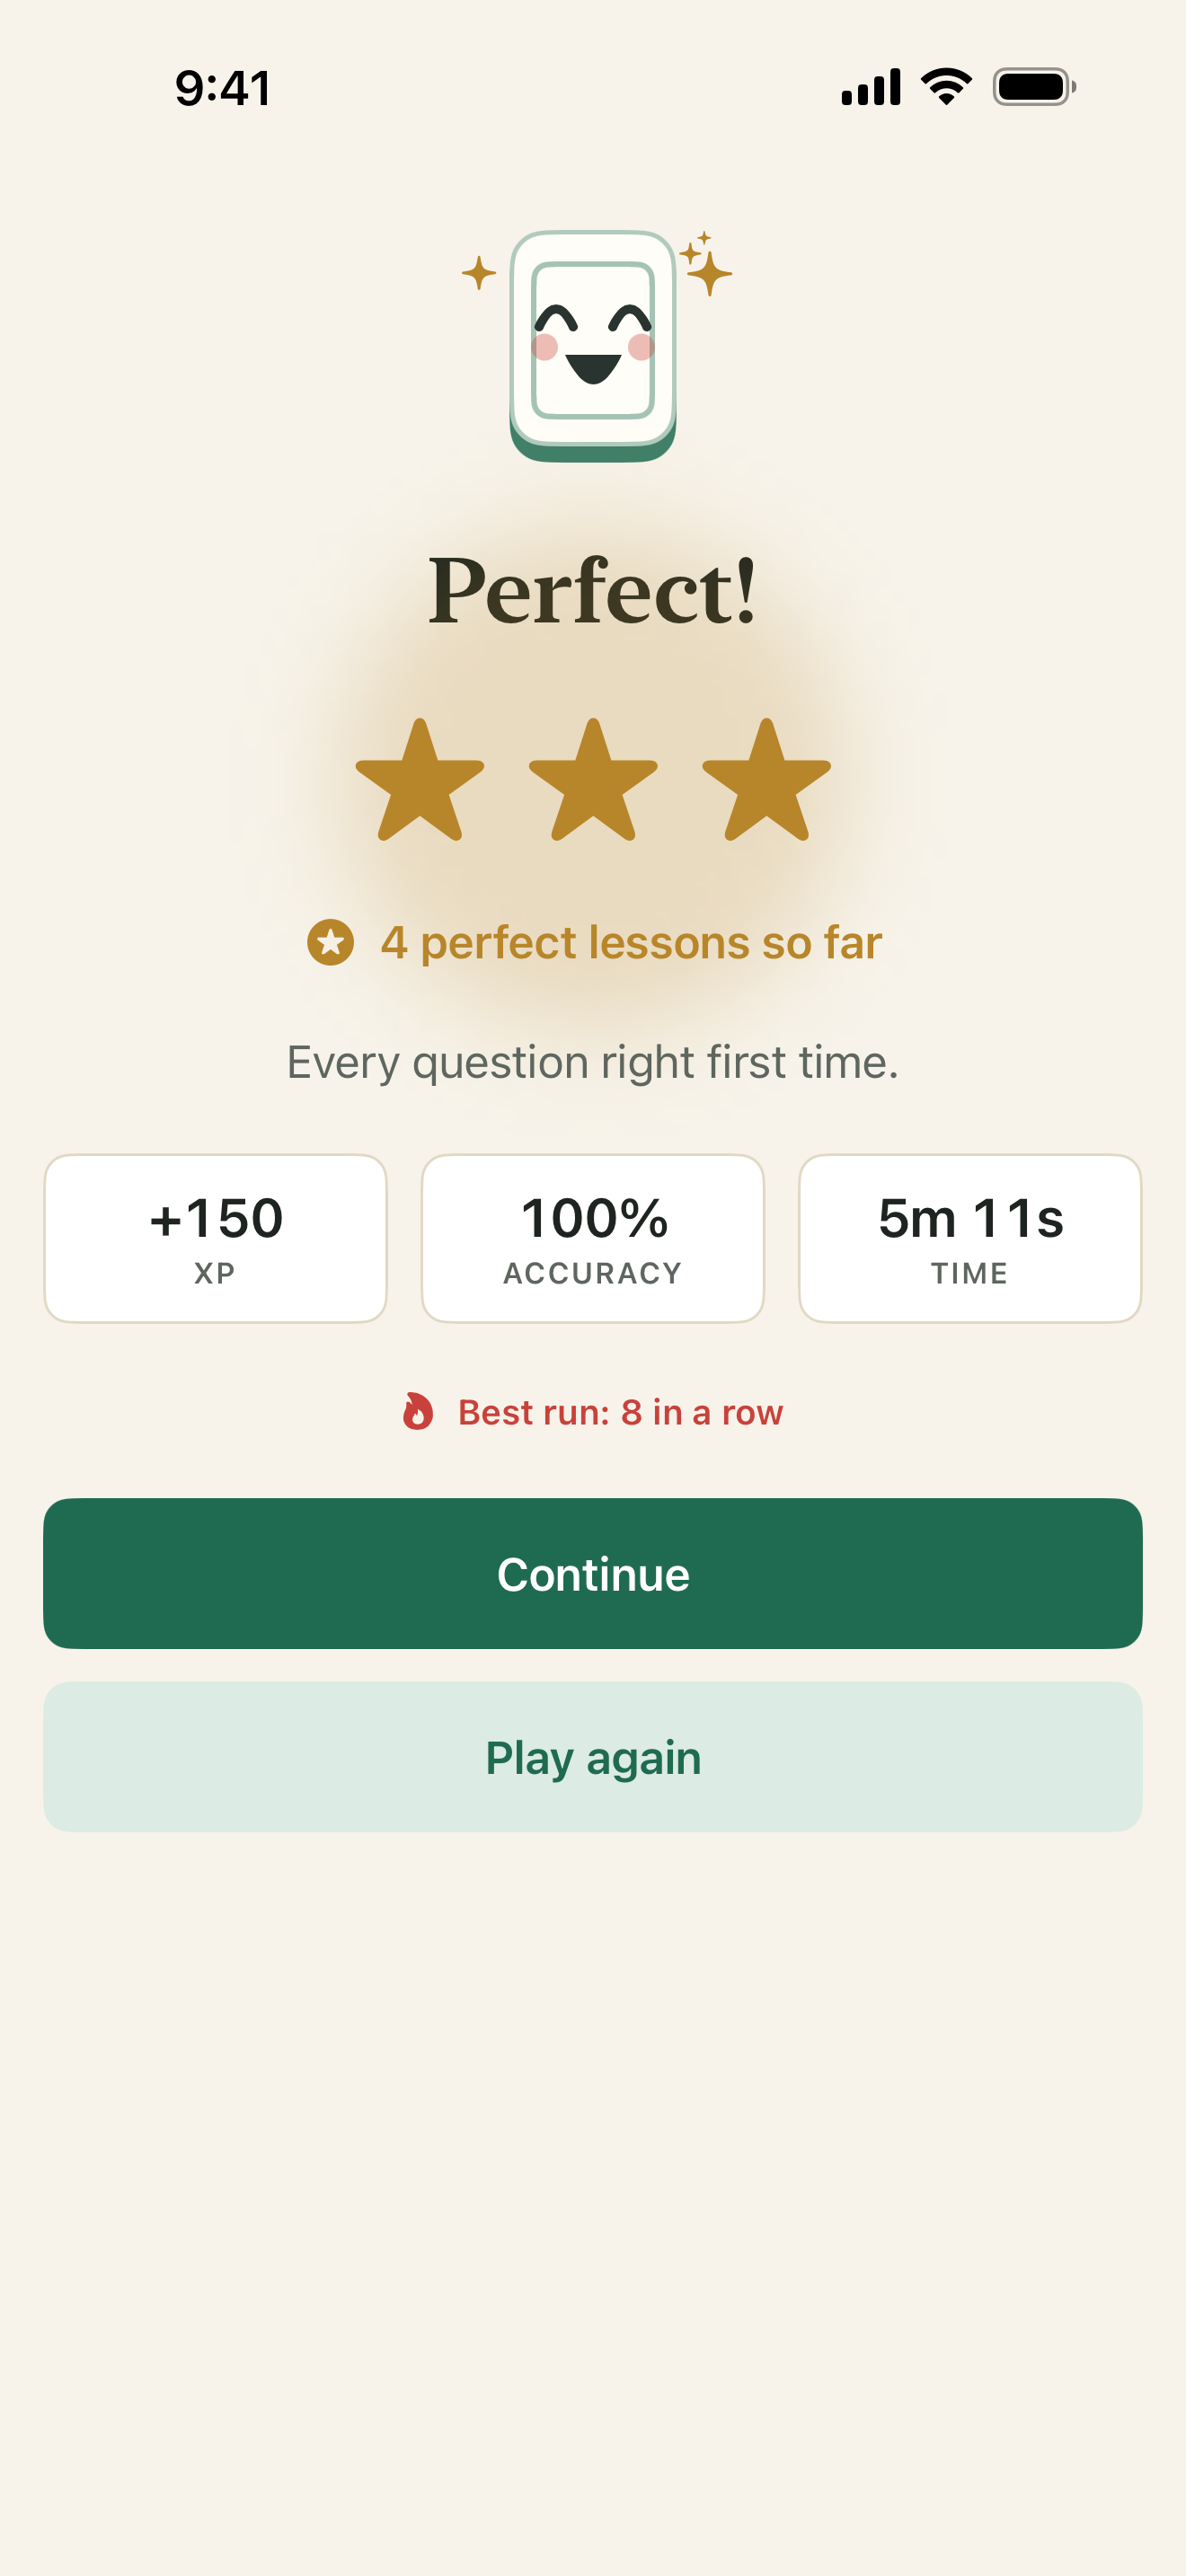 9:41
Perfect!
4 perfect lessons so far
Every question right first time.
+150
XP
100%
ACCURACY
5m 11s
TIME
Best run: 8 in a row
Continue
Play again